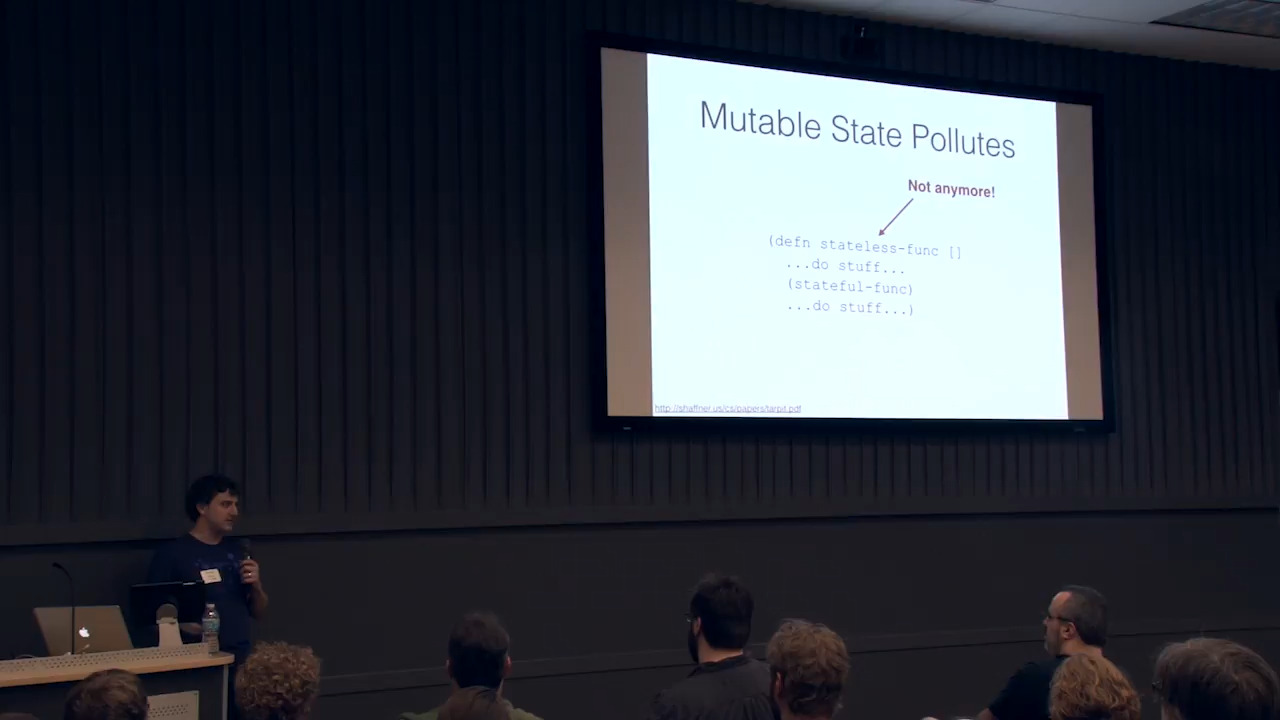 Mutable State Pollutes
Not anymore!
(defn stateless-func []
...do stuff...
(stateful-func)
...do stuff...)
http://shaffner.us/cs/papers/tarpit.pdf